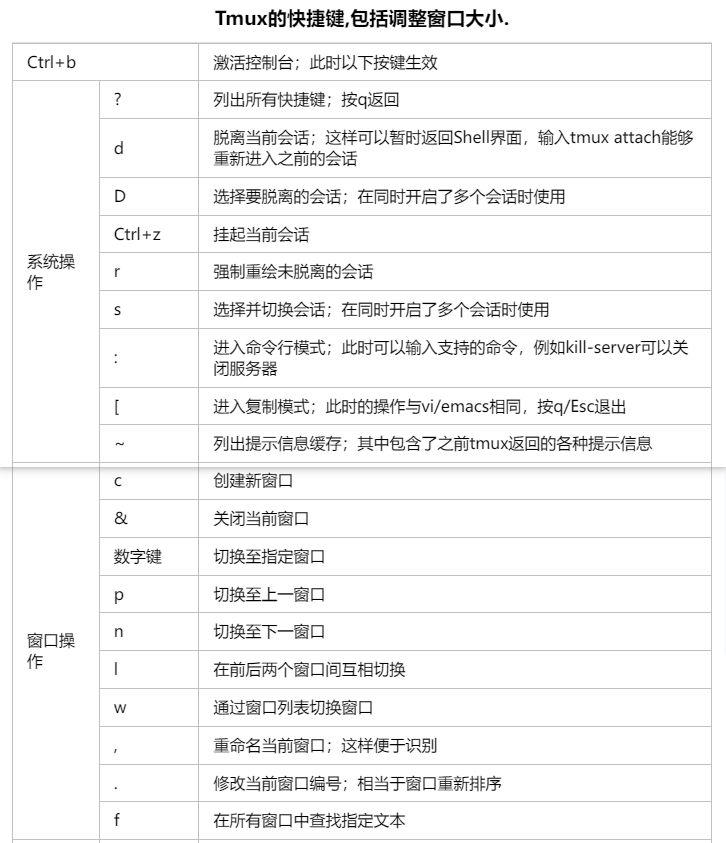 Tmux的快捷键,包括调整窗口大小.
Ctrl+b 激活控制台；此时以下按键生效
系统操作
? 列出所有快捷键；按q返回
d 脱离当前会话；这样可以暂时返回Shell界面，输入tmux attach能够
重新进入之前的会话
D 选择要脱离的会话；在同时开启了多个会话时使用
Ctrl+z 挂起当前会话
r 强制重绘未脱离的会话
s 选择并切换会话；在同时开启了多个会话时使用
: 进入命令行模式；此时可以输入支持的命令，例如kill-server可以关
闭服务器
[ 进入复制模式；此时的操作与vi/emacs相同，按q/Esc退出
~ 列出提示信息缓存；其中包含了之前tmux返回的各种提示信息
窗口操作
c 创建新窗口
& 关闭当前窗口
数字键 切换至指定窗口
p 切换至上一窗口
n 切换至下一窗口
l 在前后两个窗口间互相切换
w 通过窗口列表切换窗口
, 重命名当前窗口；这样便于识别
. 修改当前窗口编号；相当于窗口重新排序
f 在所有窗口中查找指定文本